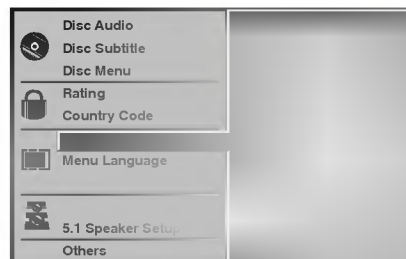 Disc Audio
Disc Subtitle
Disc Menu
Rating
Country Code
Menu Language
5.1 Speaker Setup
Others